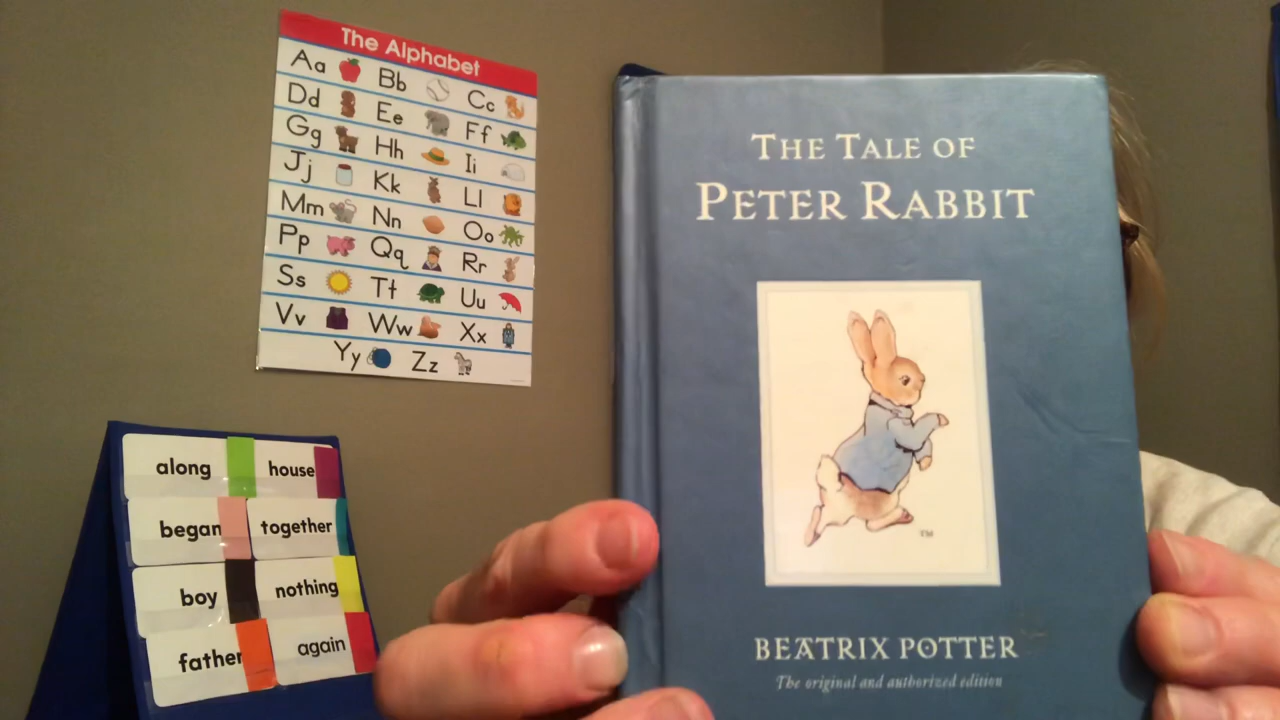 The Alphabet
Aa Bb Cc
Dd Ee Ff
Gg Hh Ii
Jj Kk Ll
Mm Nn Oo
Pp Qq Rr
Ss Tt Uu
Vv Ww Xx
Yy Zz
along house
began together
boy nothing
father again
THE TALE OF
PETER RABBIT
TM
BEATRIX POTTER
The original and authorized edition